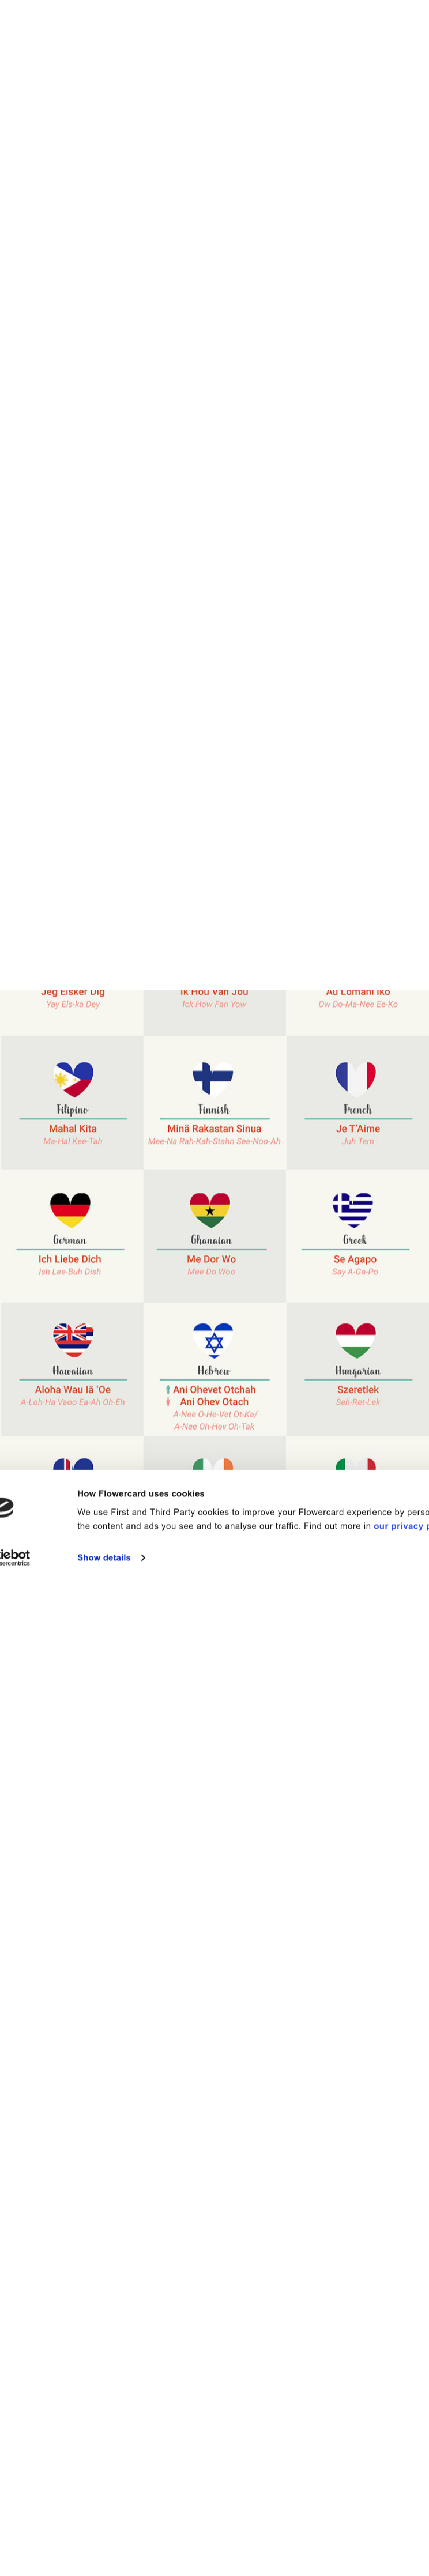 Jeg Elsker Dig
Ik Hou Van Jou
Au Lomani Iko
Yay Els-ka Dey
Ick How Fan Yow
Ow Do-Ma-Nee Ee-Ko
Filipino
Finnish
French
Mahal Kita
Minä Rakastan Sinua
Je T'Aime
Ma-Hal Kee-Tah
Mee-Na Rah-Kah-Stahn See-Noo-Ah
Juh Tem
German
Ghanaian
Greek
Ich Liebe Dich
Me Dor Wo
Se Agapo
Ish Lee-Buh Dish
Mee Do Woo
Say A-Ga-Po
Hawaiian
Hebrew
Hungarian
Aloha Wau Iā 'Oe
Ani Ohevet Otchah
Ani Ohev Otach
Szeretlek
A-Loh-Ha Vaoo Ea-Ah Oh-Eh
A-Nee O-He-Vet Ot-Ka/
A-Nee Oh-Hev Oh-Tak
Seh-Ret-Lek
How Flowercard uses cookies
We use First and Third Party cookies to improve your Flowercard experience by perso
the content and ads you see and to analyse our traffic. Find out more in our privacy p
Show details
iebot
sercentrics